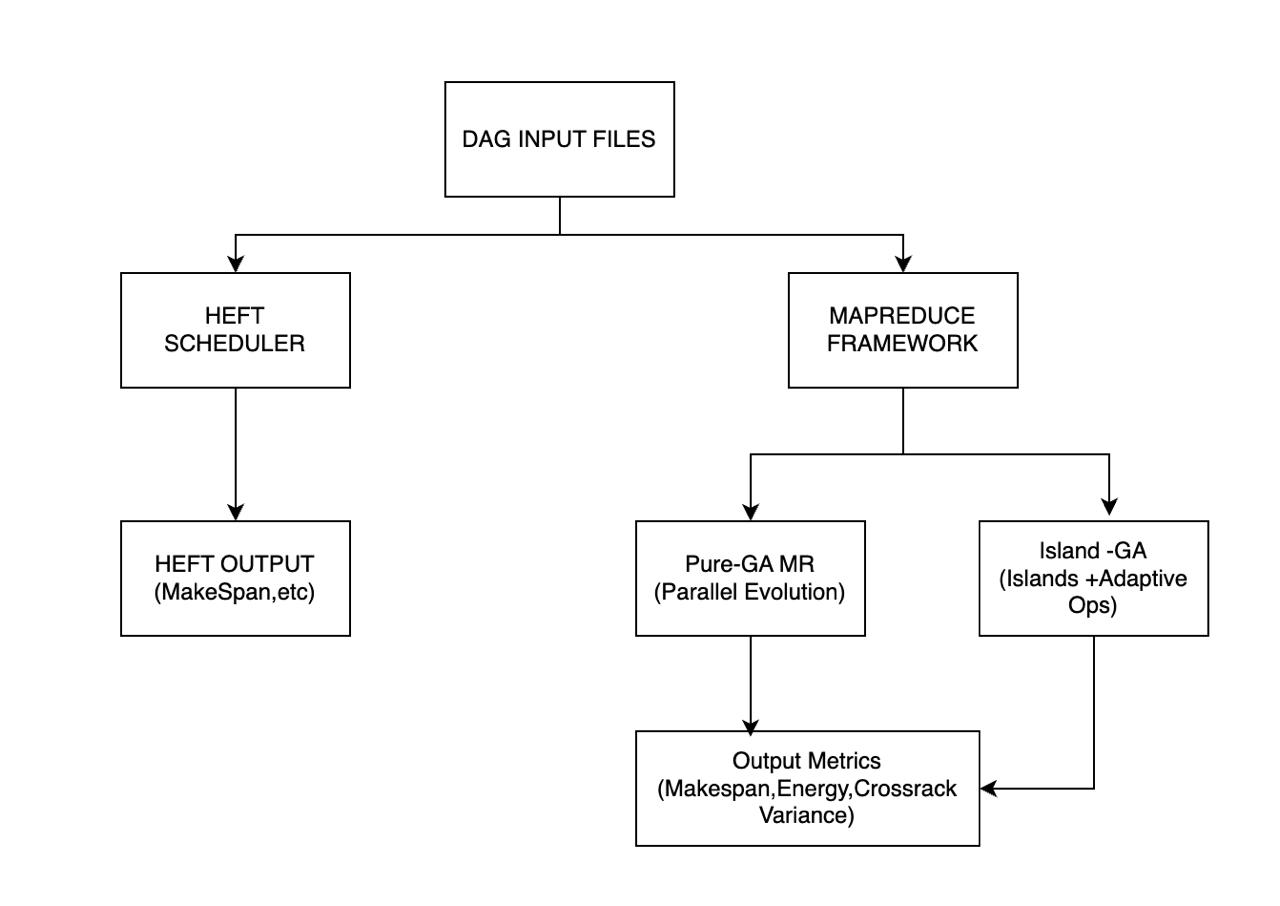 DAG INPUT FILES
HEFT
SCHEDULER
MAPREDUCE
FRAMEWORK
HEFT OUTPUT
(MakeSpan,etc)
Pure-GA MR
(Parallel Evolution)
Island -GA
(Islands +Adaptive
Ops)
Output Metrics
(Makespan,Energy,Crossrack
Variance)